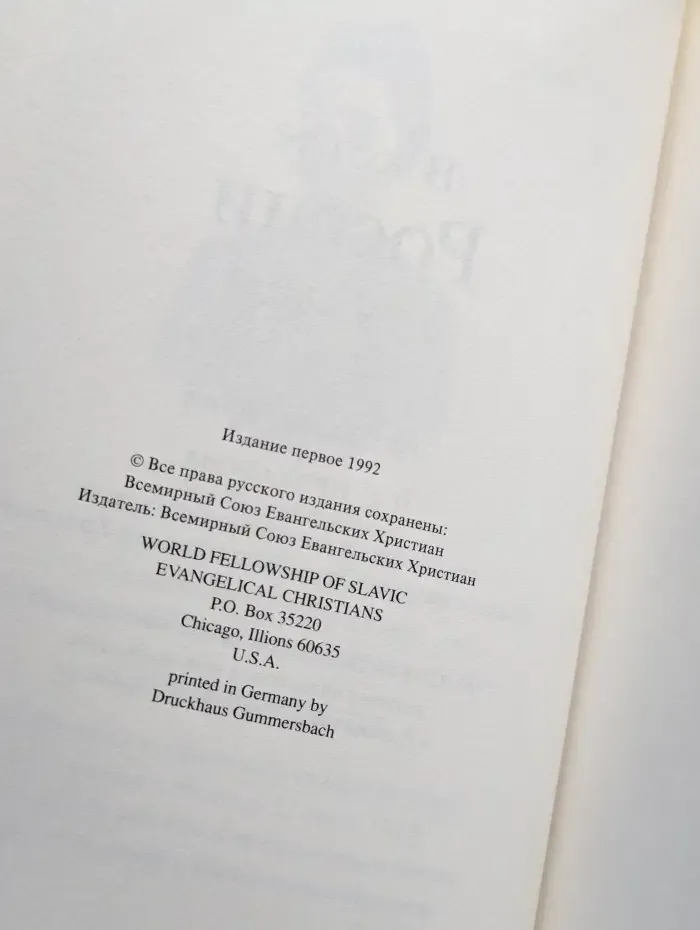 Издание первое 1992
© Все права русского издания сохранены:
Всемирный Союз Евангельских Христиан
Издатель: Всемирный Союз Евангельских Христиан
WORLD FELLOWSHIP OF SLAVIC
EVANGELICAL CHRISTIANS
P.O. Box 35220
Chicago, Illions 60635
U.S.A.
printed in Germany by
Druckhaus Gummersbach